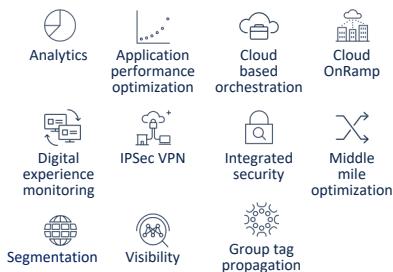 Analytics
Application
performance
optimization
Cloud
based
orchestration
Cloud
OnRamp
Digital
experience
monitoring
IPSec VPN
Integrated
security
Middle
mile
optimization
Segmentation
Visibility
Group tag
propagation